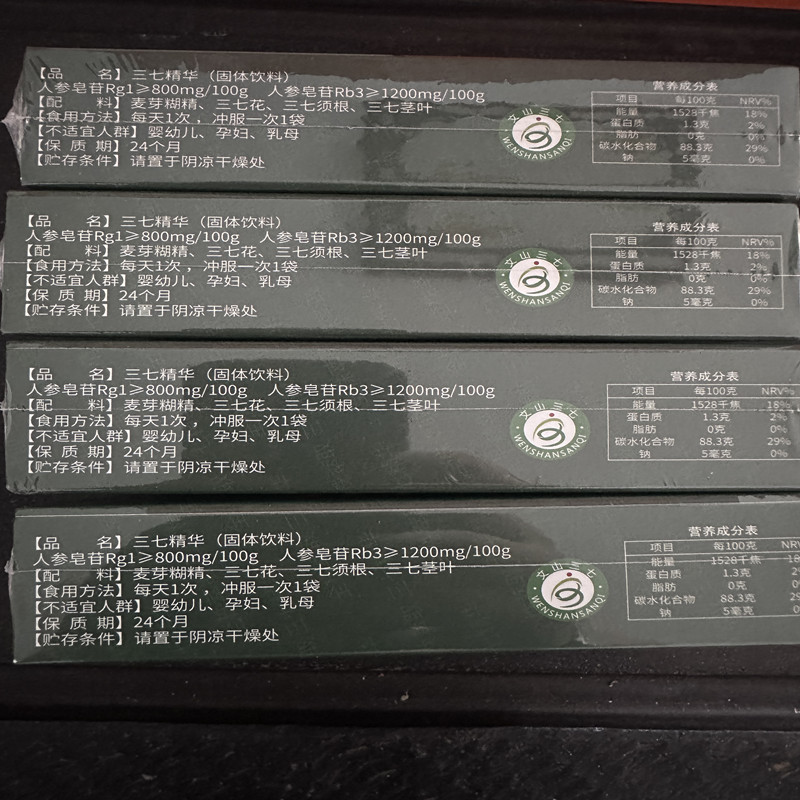 【品 名】三七精华（固体饮料）
人参皂苷Rg1≥800mg/100g 人参皂苷Rb3≥1200mg/100g
【配 料】麦芽糊精、三七花、三七须根、三七茎叶
【食用方法】每天1次，冲服一次1袋
【不适宜人群】婴幼儿、孕妇、乳母
【保 质 期】24个月
【贮存条件】请置于阴凉干燥处
文山三七
WENSHANSANQI
营养成分表
项目 每100克 NRV%
能量 1528千焦 18%
蛋白质 1.3克 2%
脂肪 0克 0%
碳水化合物 88.3克 29%
钠 5毫克 0%
【品 名】三七精华（固体饮料）
人参皂苷Rg1≥800mg/100g 人参皂苷Rb3≥1200mg/100g
【配 料】麦芽糊精、三七花、三七须根、三七茎叶
【食用方法】每天1次，冲服一次1袋
【不适宜人群】婴幼儿、孕妇、乳母
【保 质 期】24个月
【贮存条件】请置于阴凉干燥处
文山三七
WENSHANSANQI
营养成分表
项目 每100克 NRV%
能量 1528千焦 18%
蛋白质 1.3克 2%
脂肪 0克 0%
碳水化合物 88.3克 29%
钠 5毫克 0%
【品 名】三七精华（固体饮料）
人参皂苷Rg1≥800mg/100g 人参皂苷Rb3≥1200mg/100g
【配 料】麦芽糊精、三七花、三七须根、三七茎叶
【食用方法】每天1次，冲服一次1袋
【不适宜人群】婴幼儿、孕妇、乳母
【保 质 期】24个月
【贮存条件】请置于阴凉干燥处
文山三七
WENSHANSANQI
营养成分表
项目 每100克 NRV%
能量 1528千焦 18%
蛋白质 1.3克 2%
脂肪 0克 0%
碳水化合物 88.3克 29%
钠 5毫克 0%
【品 名】三七精华（固体饮料）
人参皂苷Rg1≥800mg/100g 人参皂苷Rb3≥1200mg/100g
【配 料】麦芽糊精、三七花、三七须根、三七茎叶
【食用方法】每天1次，冲服一次1袋
【不适宜人群】婴幼儿、孕妇、乳母
【保 质 期】24个月
【贮存条件】请置于阴凉干燥处
文山三七
WENSHANSANQI
营养成分表
项目 每100克
能量 1528千焦
蛋白质 1.3克
脂肪 0克
碳水化合物 88.3克
钠 5毫克